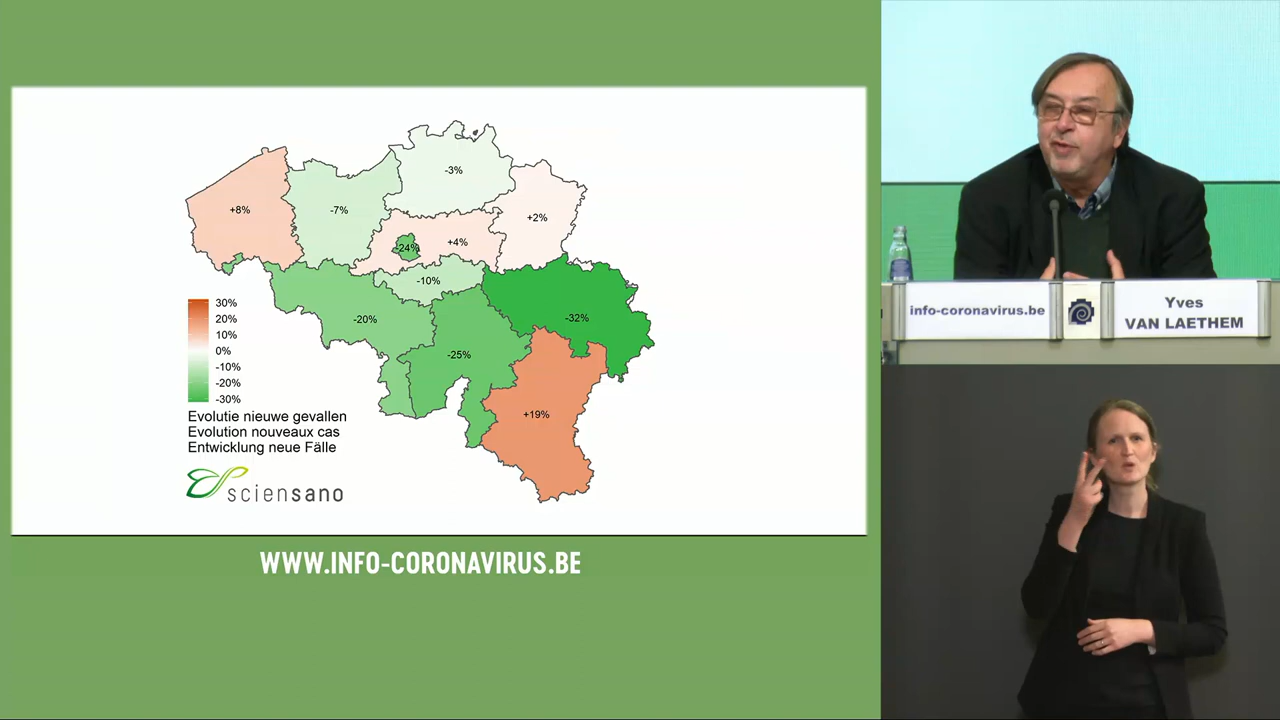 -3%
+8%
-7%
+2%
-24%
+4%
-10%
-20%
-32%
-25%
+19%
30%
20%
10%
0%
-10%
-20%
-30%
Evolutie nieuwe gevallen
Evolution nouveaux cas
Entwicklung neue Fälle
sciensano
WWW.INFO-CORONAVIRUS.BE
info-coronavirus.be
Yves
VAN LAETHEM